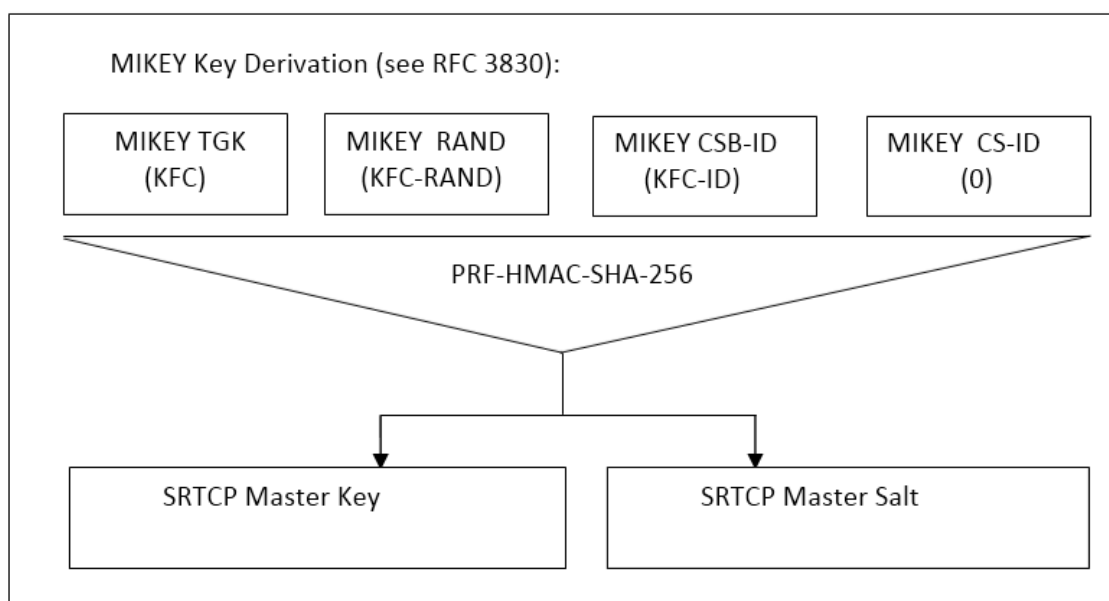 MIKEY Key Derivation (see RFC 3830):
MIKEY TGK
(KFC)
MIKEY RAND
(KFC-RAND)
MIKEY CSB-ID
(KFC-ID)
MIKEY CS-ID
(0)
PRF-HMAC-SHA-256
SRTCP Master Key
SRTCP Master Salt